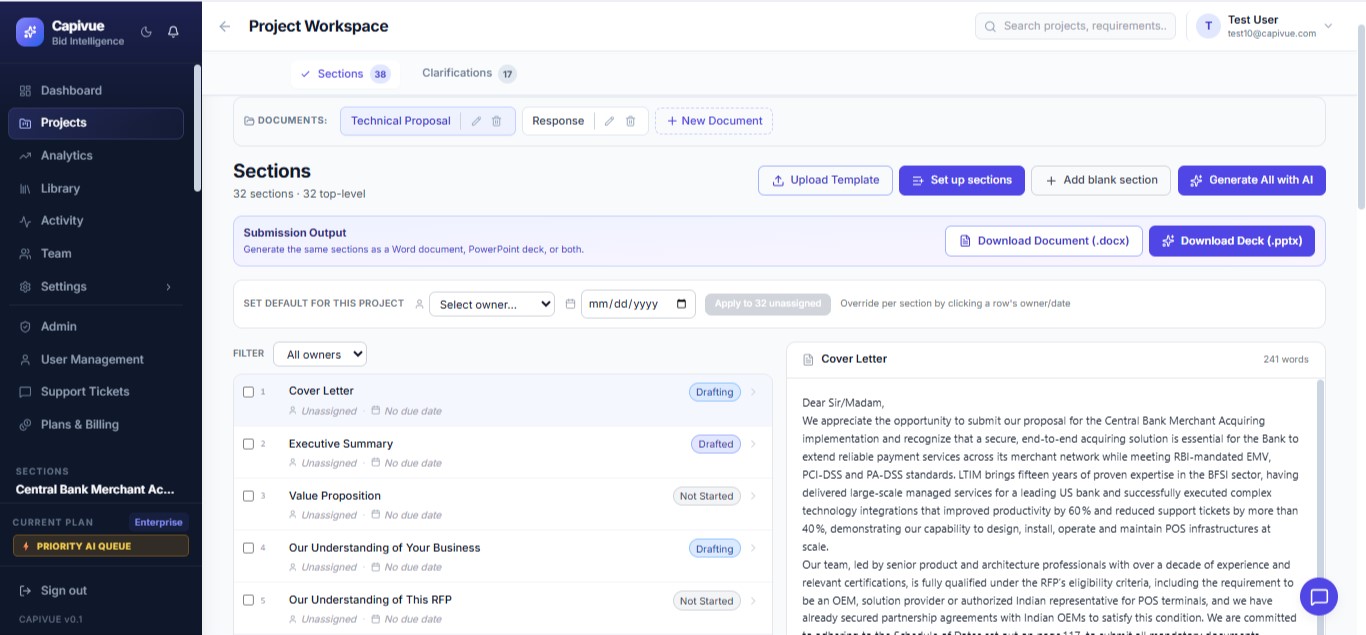 Capivue
Bid Intelligence
Dashboard
Projects
Analytics
Library
Activity
Team
Settings
Admin
User Management
Support Tickets
Plans & Billing
SECTIONS
Central Bank Merchant Ac...
CURRENT PLAN Enterprise
PRIORITY AI QUEUE
Sign out
CAPIVUE v0.1
Project Workspace
Search projects, requirements..
T
Test User
test10@capivue.com
Sections 38
Clarifications 17
DOCUMENTS: Technical Proposal Response + New Document
Sections
32 sections · 32 top-level
Upload Template
Set up sections
+ Add blank section
Generate All with AI
Submission Output
Generate the same sections as a Word document, PowerPoint deck, or both.
Download Document (.docx)
Download Deck (.pptx)
SET DEFAULT FOR THIS PROJECT Select owner... mm/dd/yyyy Apply to 32 unassigned Override per section by clicking a row's owner/date
FILTER All owners
1 Cover Letter Drafting
Unassigned · No due date
2 Executive Summary Drafted
Unassigned · No due date
3 Value Proposition Not Started
Unassigned · No due date
4 Our Understanding of Your Business Drafting
Unassigned · No due date
5 Our Understanding of This RFP Not Started
Unassigned · No due date
Cover Letter 241 words
Dear Sir/Madam,
We appreciate the opportunity to submit our proposal for the Central Bank Merchant Acquiring
implementation and recognize that a secure, end-to-end acquiring solution is essential for the Bank to
extend reliable payment services across its merchant network while meeting RBI-mandated EMV,
PCI-DSS and PA-DSS standards. LTIM brings fifteen years of proven expertise in the BFSI sector, having
delivered large-scale managed services for a leading US bank and successfully executed complex
technology integrations that improved productivity by 60% and reduced support tickets by more than
40%, demonstrating our capability to design, install, operate and maintain POS infrastructures at
scale.
Our team, led by senior product and architecture professionals with over a decade of experience and
relevant certifications, is fully qualified under the RFP's eligibility criteria, including the requirement to
be an OEM, solution provider or authorized Indian representative for POS terminals, and we have
already secured partnership agreements with Indian OEMs to satisfy this condition. We are committed
to adhering to the Schedule of Dates set out on page 117, to submit all mandatory documents